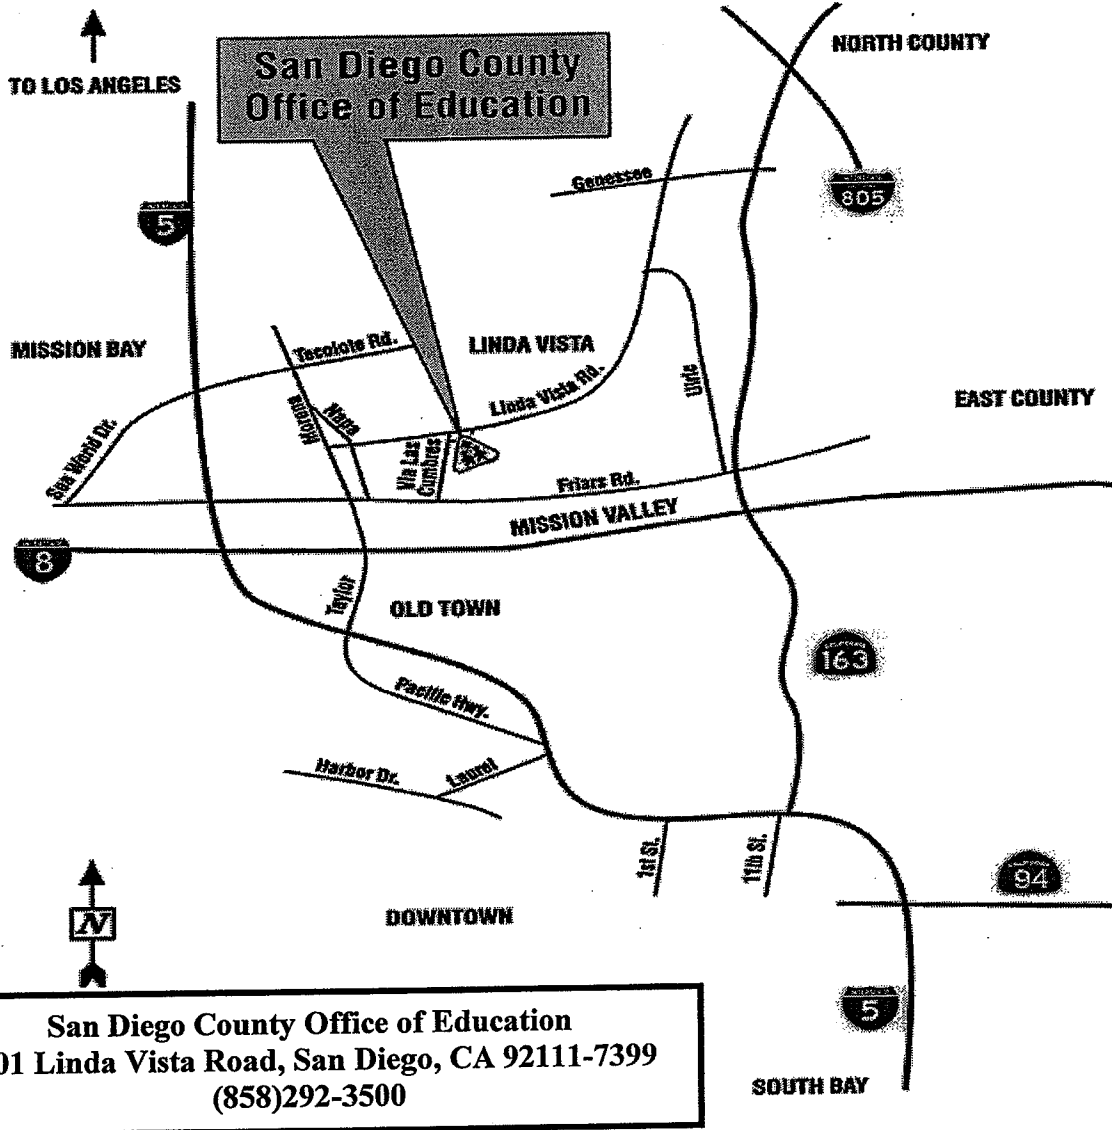 TO LOS ANGELES
San Diego County
Office of Education
NORTH COUNTY
Genessee
805
5
MISSION BAY
Tecolote Rd.
LINDA VISTA
Linda Vista Rd.
Ulric
EAST COUNTY
Morena
Napa
Via Las
Cumbres
Sea World Dr.
Friars Rd.
MISSION VALLEY
8
Taylor
OLD TOWN
163
Pacific Hwy.
Harbor Dr.
Laurel
1st St.
11th St.
94
DOWNTOWN
N
5
SOUTH BAY
San Diego County Office of Education
01 Linda Vista Road, San Diego, CA 92111-7399
(858)292-3500